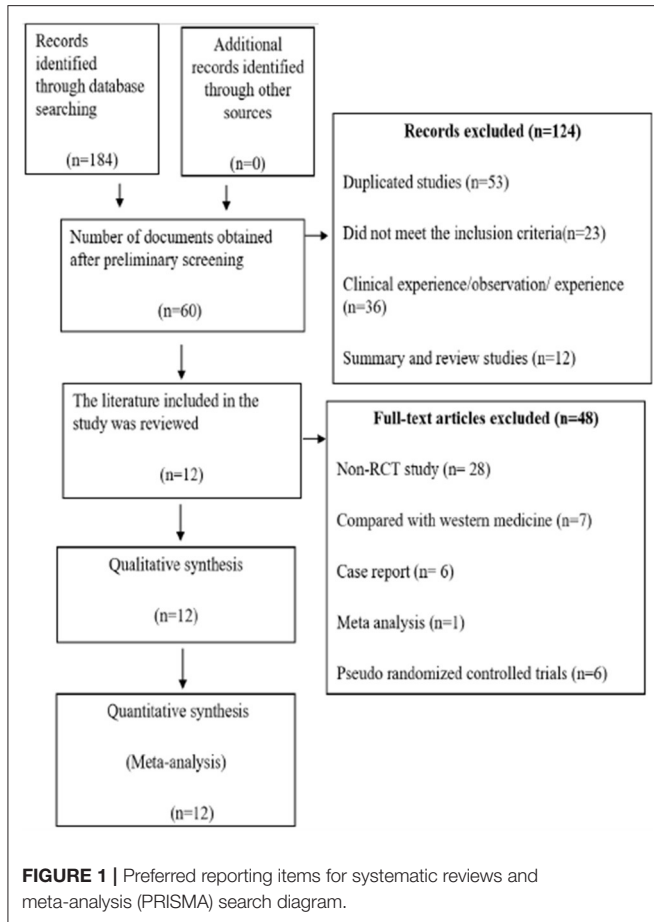 Records
identified
through database
searching
(n=184)
Additional
records identified
through other
sources
(n=0)
Records excluded (n=124)
Duplicated studies (n=53)
Did not meet the inclusion criteria(n=23)
Clinical experience/observation/ experience
(n=36)
Summary and review studies (n=12)
Number of documents obtained
after preliminary screening
(n=60)
The literature included in the
study was reviewed
(n=12)
Full-text articles excluded (n=48)
Non-RCT study (n= 28)
Compared with western medicine (n=7)
Case report (n= 6)
Meta analysis (n=1)
Pseudo randomized controlled trials (n=6)
Qualitative synthesis
(n=12)
Quantitative synthesis
(Meta-analysis)
(n=12)
FIGURE 1 | Preferred reporting items for systematic reviews and
meta-analysis (PRISMA) search diagram.